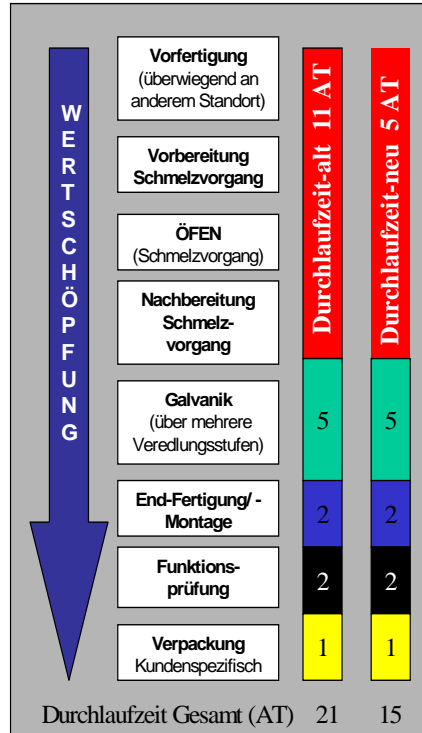 WERTSCHÖPFUNG
Vorfertigung
(überwiegend an
anderem Standort)
Vorbereitung
Schmelzvorgang
ÖFEN
(Schmelzvorgang)
Nachbereitung
Schmelz-
vorgang
Galvanik
(über mehrere
Veredlungsstufen)
End-Fertigung/ -
Montage
Funktions-
prüfung
Verpackung
Kundenspezifisch
Durchlaufzeit-alt 11 AT
5
2
2
1
Durchlaufzeit-neu 5 AT
5
2
2
1
Durchlaufzeit Gesamt (AT) 21 15